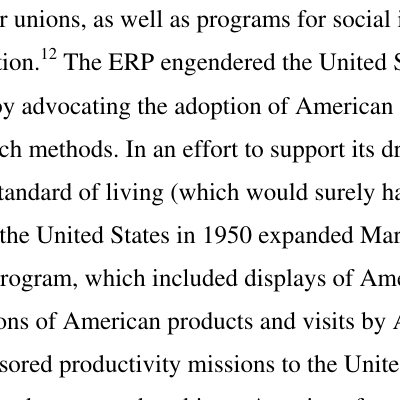 r unions, as well as programs for social i
tion.12 The ERP engendered the United S
by advocating the adoption of American
ch methods. In an effort to support its dr
tandard of living (which would surely ha
the United States in 1950 expanded Mar
rogram, which included displays of Ame
ons of American products and visits by A
sored productivity missions to the Unite